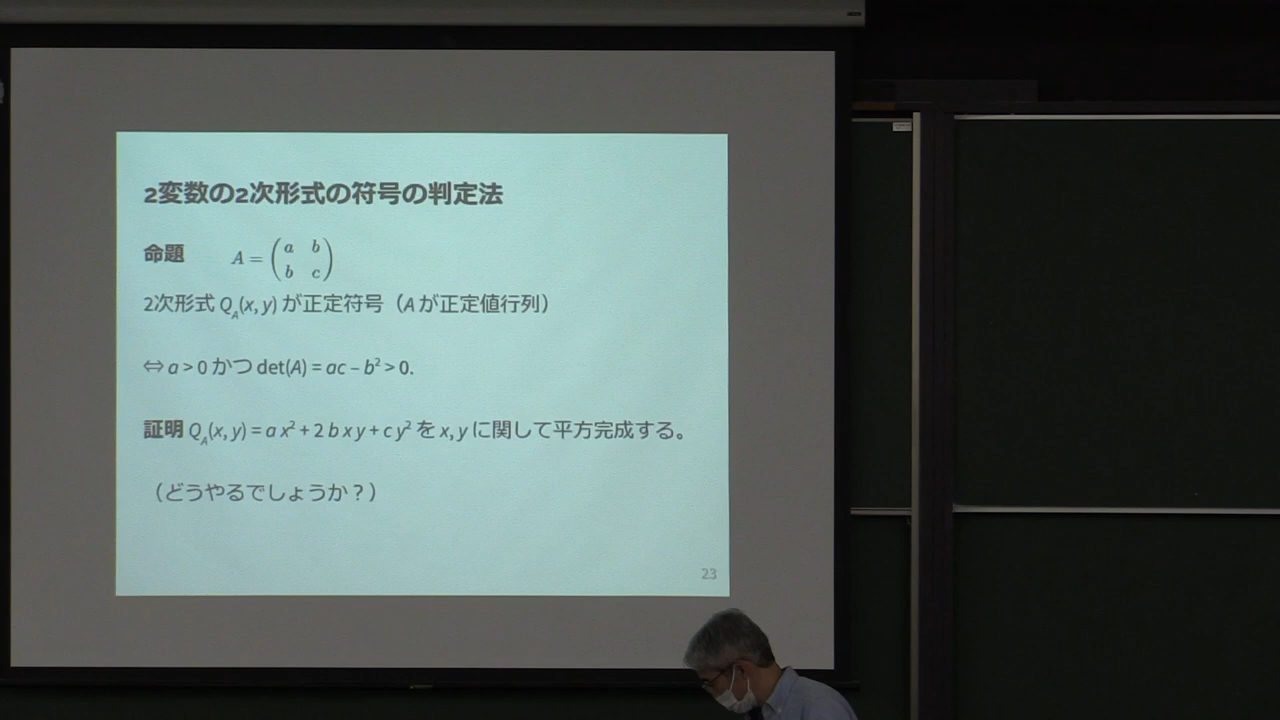 2変数の2次形式の符号の判定法
命題 A = ( a b
b c )
2次形式 Q_A(x, y) が正定符号（A が正定値行列）
⇔ a > 0 かつ det(A) = ac − b² > 0.
証明 Q_A(x, y) = a x² + 2 b x y + c y² を x, y に関して平方完成する。
（どうやるでしょうか？）
23